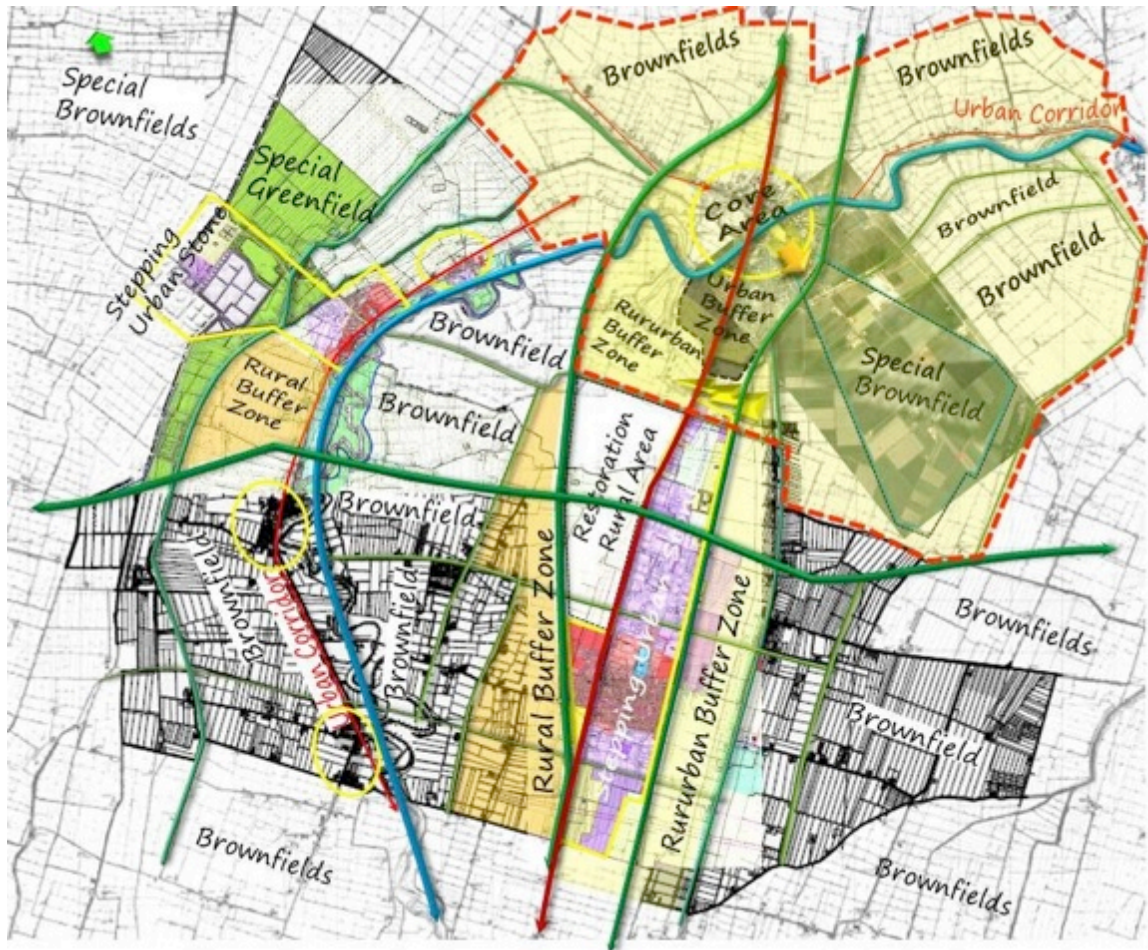 Brownfields
Brownfields
Special
Brownfields
Urban Corridor
Special
Greenfield
Core
Area
Brownfield
Stepping
Urban Stone
Brownfield
Urban
Buffer
Zone
Rururban
Buffer
Zone
Brownfield
Special
Brownfield
Rural
Buffer
Zone
Brownfield
Restoration
Rural Area
Brownfield
Brownfields
Urban Corridor
Brownfield
Rural Buffer Zone
Stepping Urban
Rururban Buffer Zone
Brownfields
Brownfield
Brownfields
Brownfields